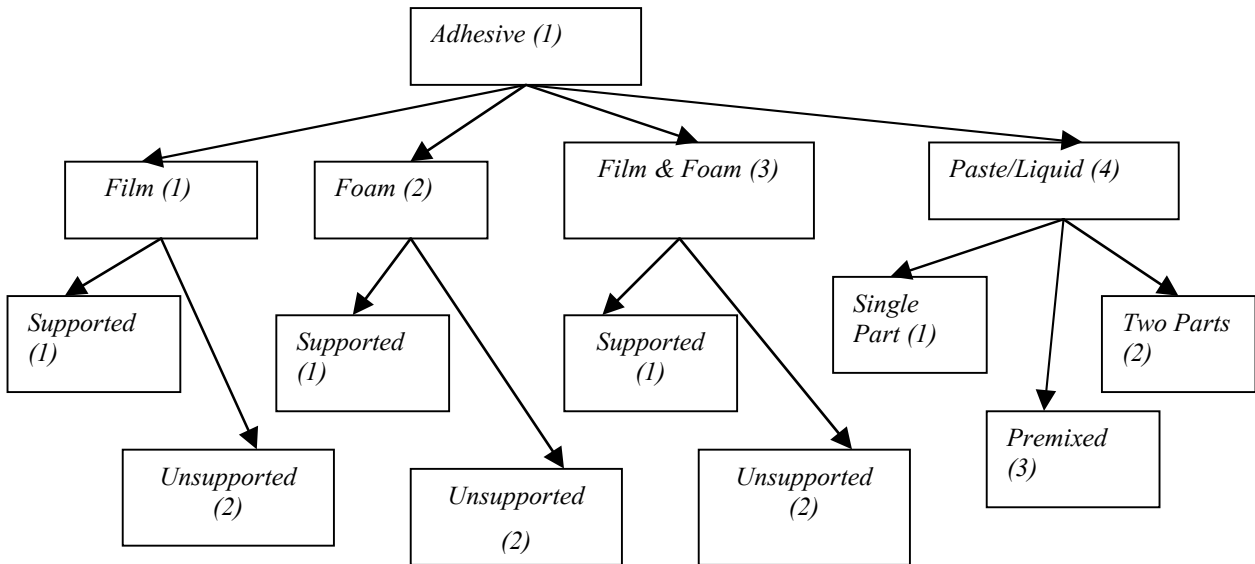 Adhesive (1)
Film (1)
Foam (2)
Film & Foam (3)
Paste/Liquid (4)
Supported
(1)
Unsupported
(2)
Supported
(1)
Unsupported
(2)
Supported
(1)
Unsupported
(2)
Single
Part (1)
Premixed
(3)
Two Parts
(2)